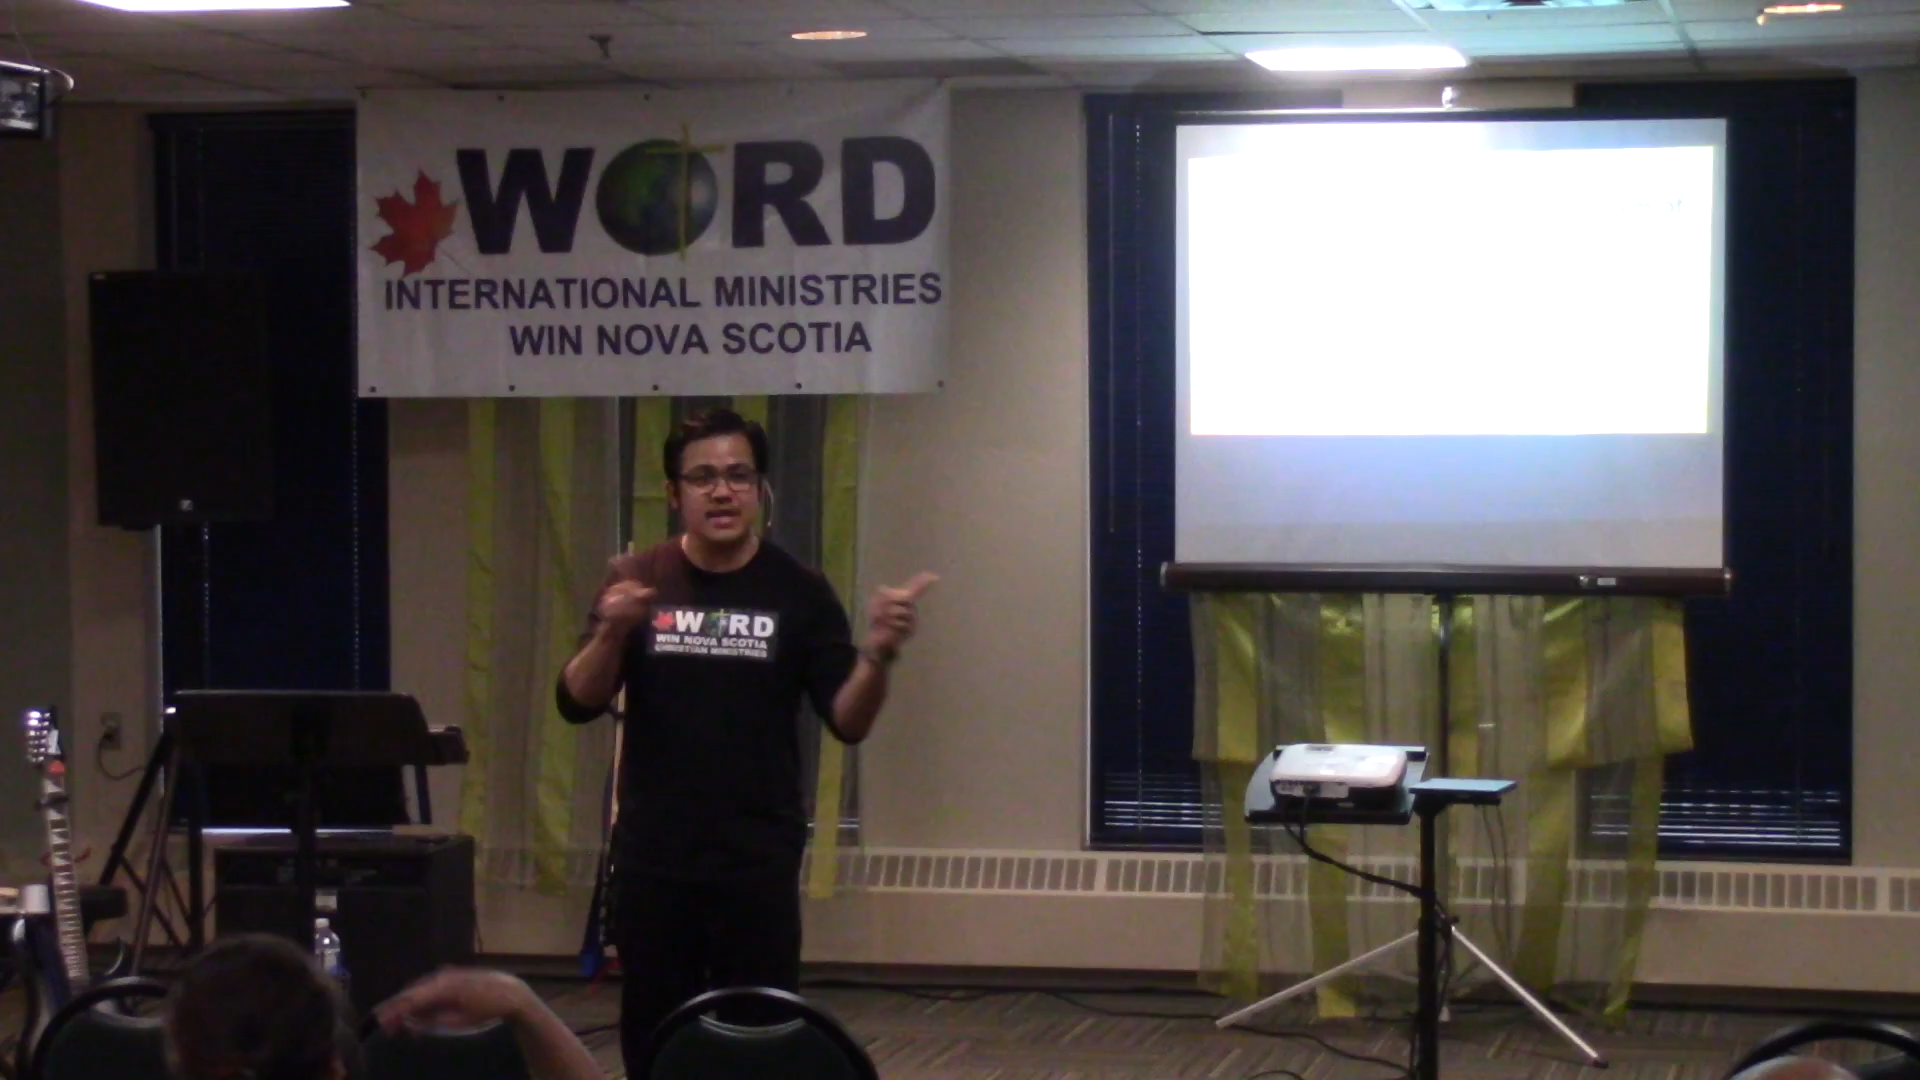 WORD
INTERNATIONAL MINISTRIES
WIN NOVA SCOTIA
WORD
WIN NOVA SCOTIA
CHRISTIAN MINISTRIES